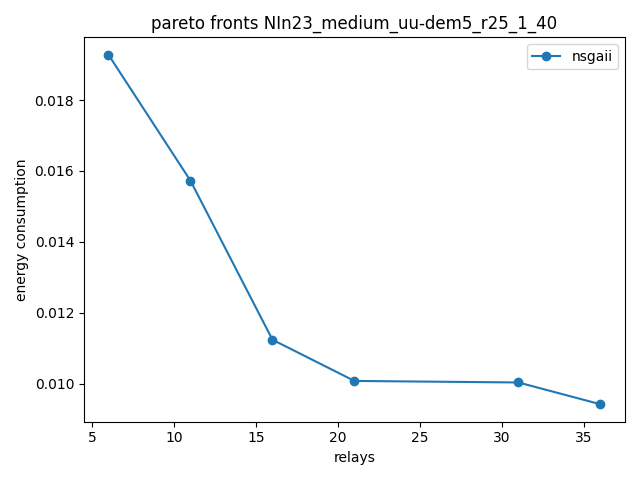 pareto fronts NIn23_medium_uu-dem5_r25_1_40
nsgaii
energy consumption
0.018
0.016
0.014
0.012
0.010
5 10 15 20 25 30 35
relays